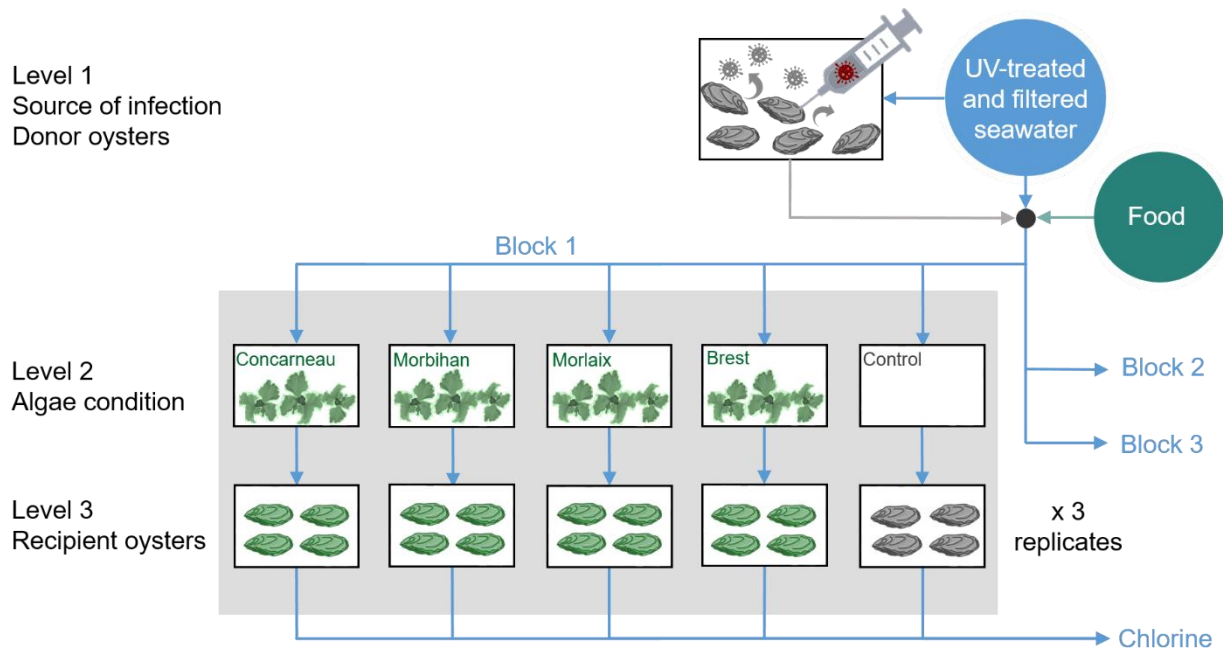 Level 1
Source of infection
Donor oysters
UV-treated
and filtered
seawater
Food
Block 1
Level 2
Algae condition
Concarneau
Morbihan
Morlaix
Brest
Control
Block 2
Block 3
Level 3
Recipient oysters
x 3
replicates
Chlorine